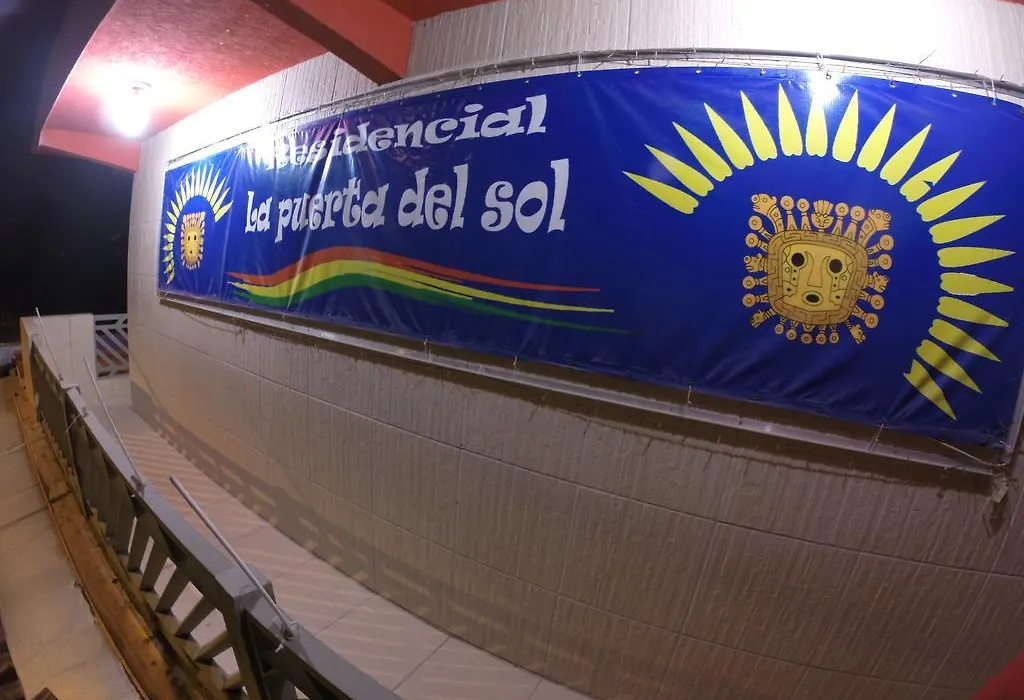 Residencial
La puerta del sol